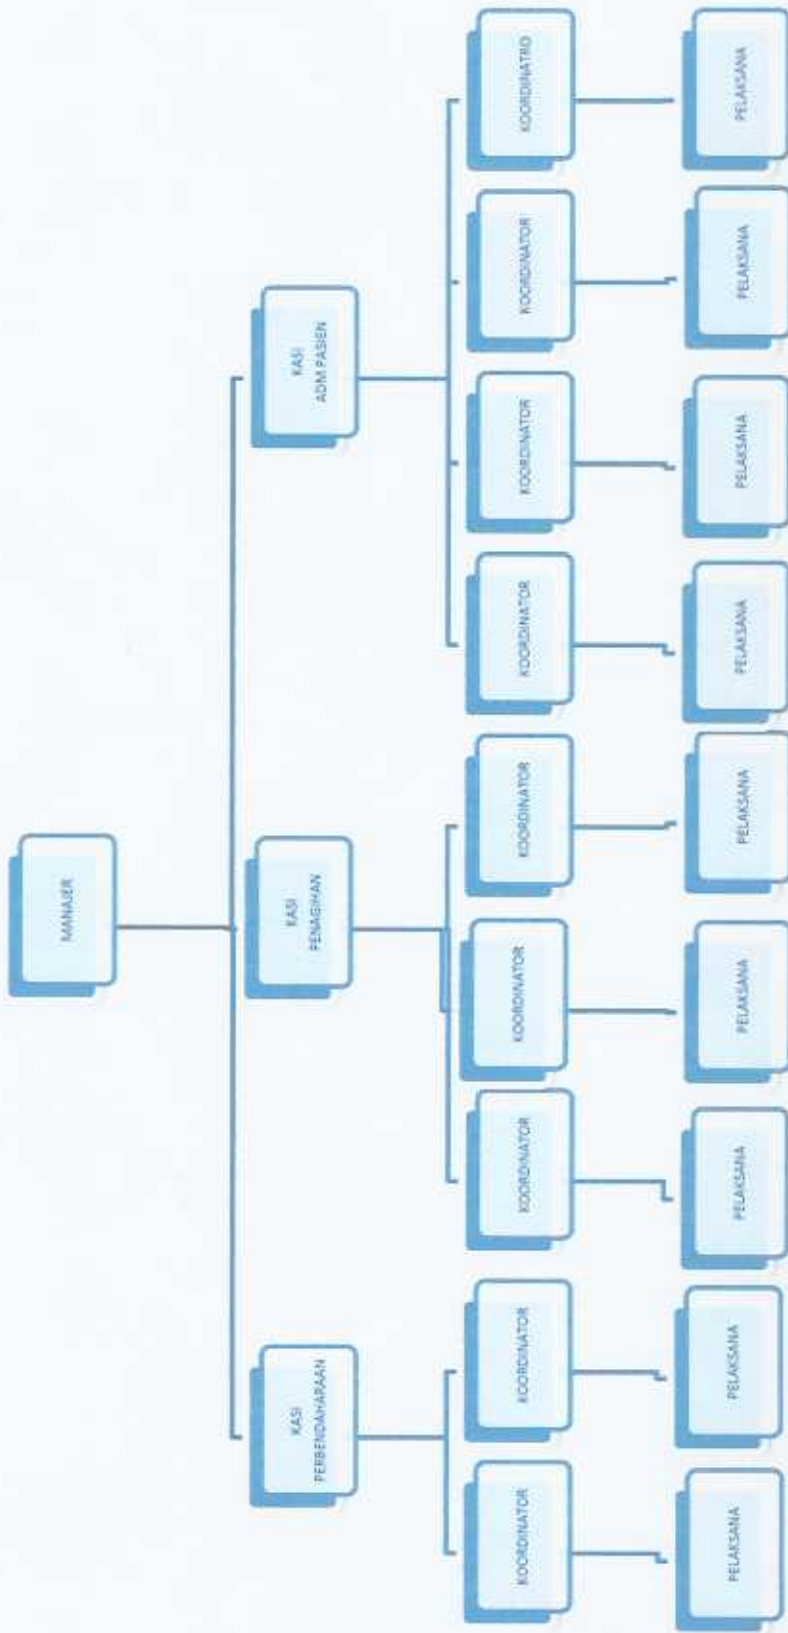 MANAJER
KASI
PERBENDAHARAAN
KASI
PENAGIHAN
KASI
ADM PASIEN
KOORDINATOR
KOORDINATOR
KOORDINATOR
KOORDINATOR
KOORDINATOR
KOORDINATOR
KOORDINATOR
KOORDINATOR
KOORDINATRO
PELAKSANA
PELAKSANA
PELAKSANA
PELAKSANA
PELAKSANA
PELAKSANA
PELAKSANA
PELAKSANA
PELAKSANA